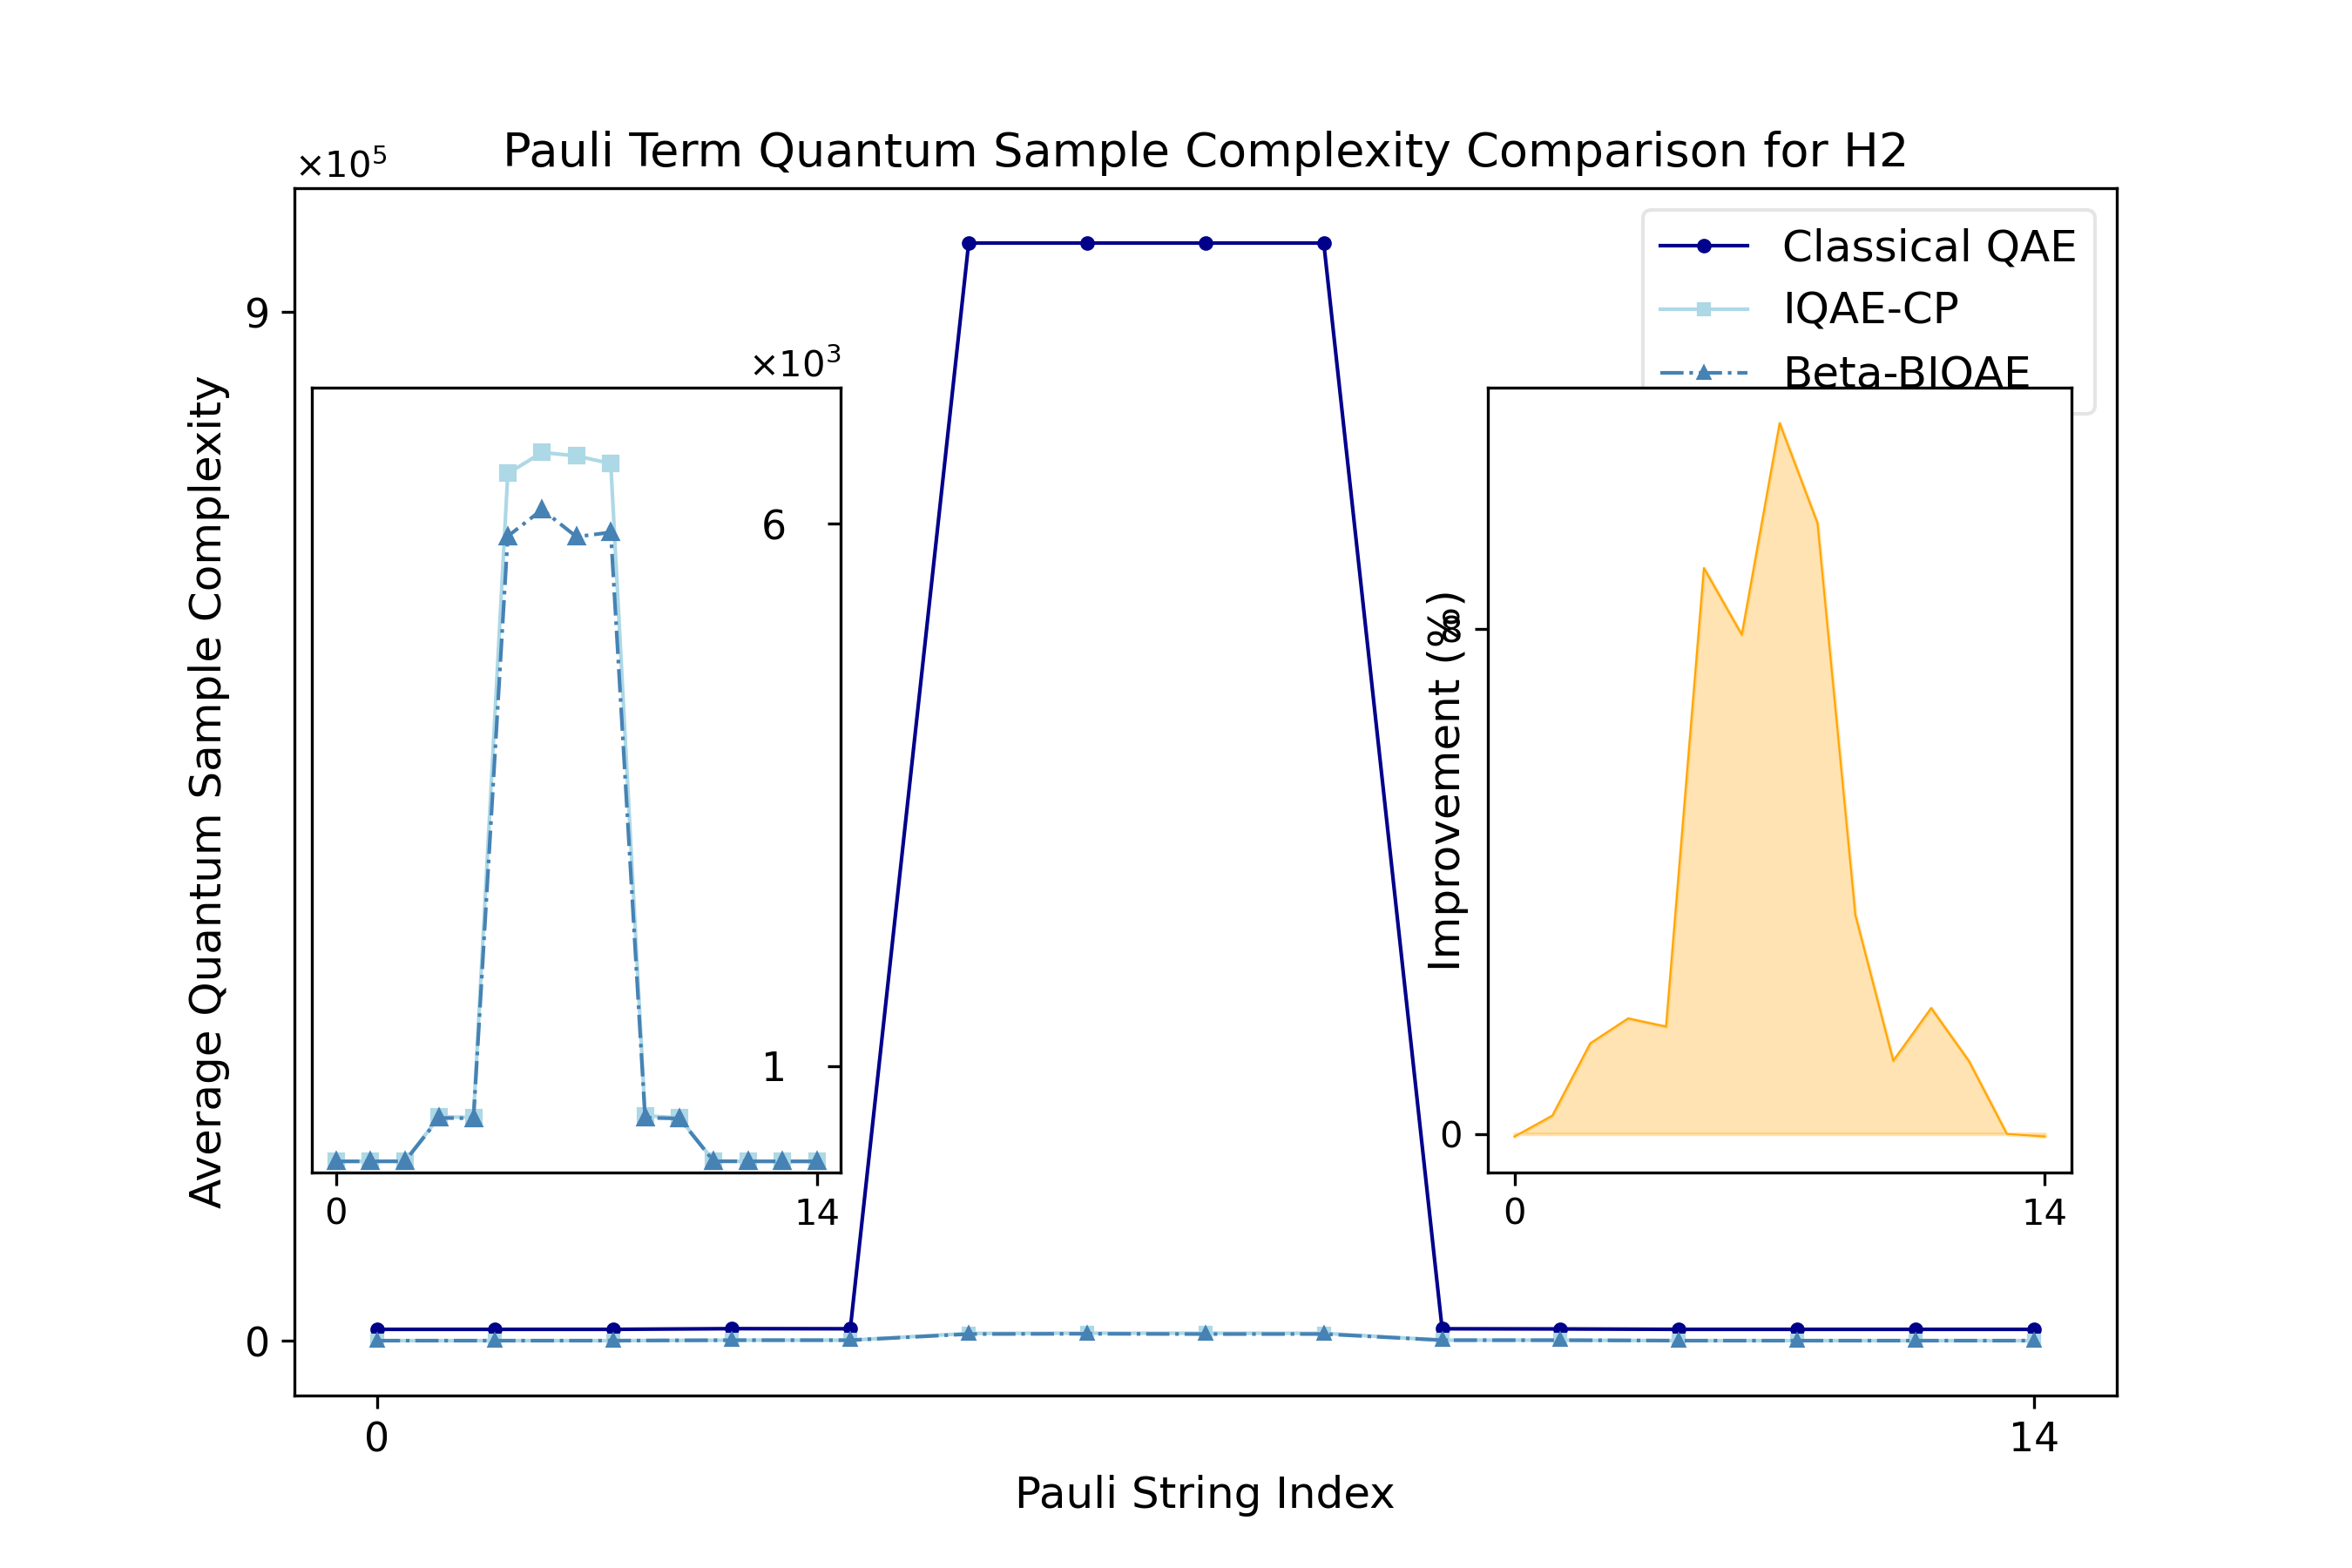 Pauli Term Quantum Sample Complexity Comparison for H2
×10⁵
Classical QAE
IQAE-CP
Beta-BIQAE
9
0
Average Quantum Sample Complexity
×10³
6
1
0
14
Improvement (%)
0
0
14
0
14
Pauli String Index